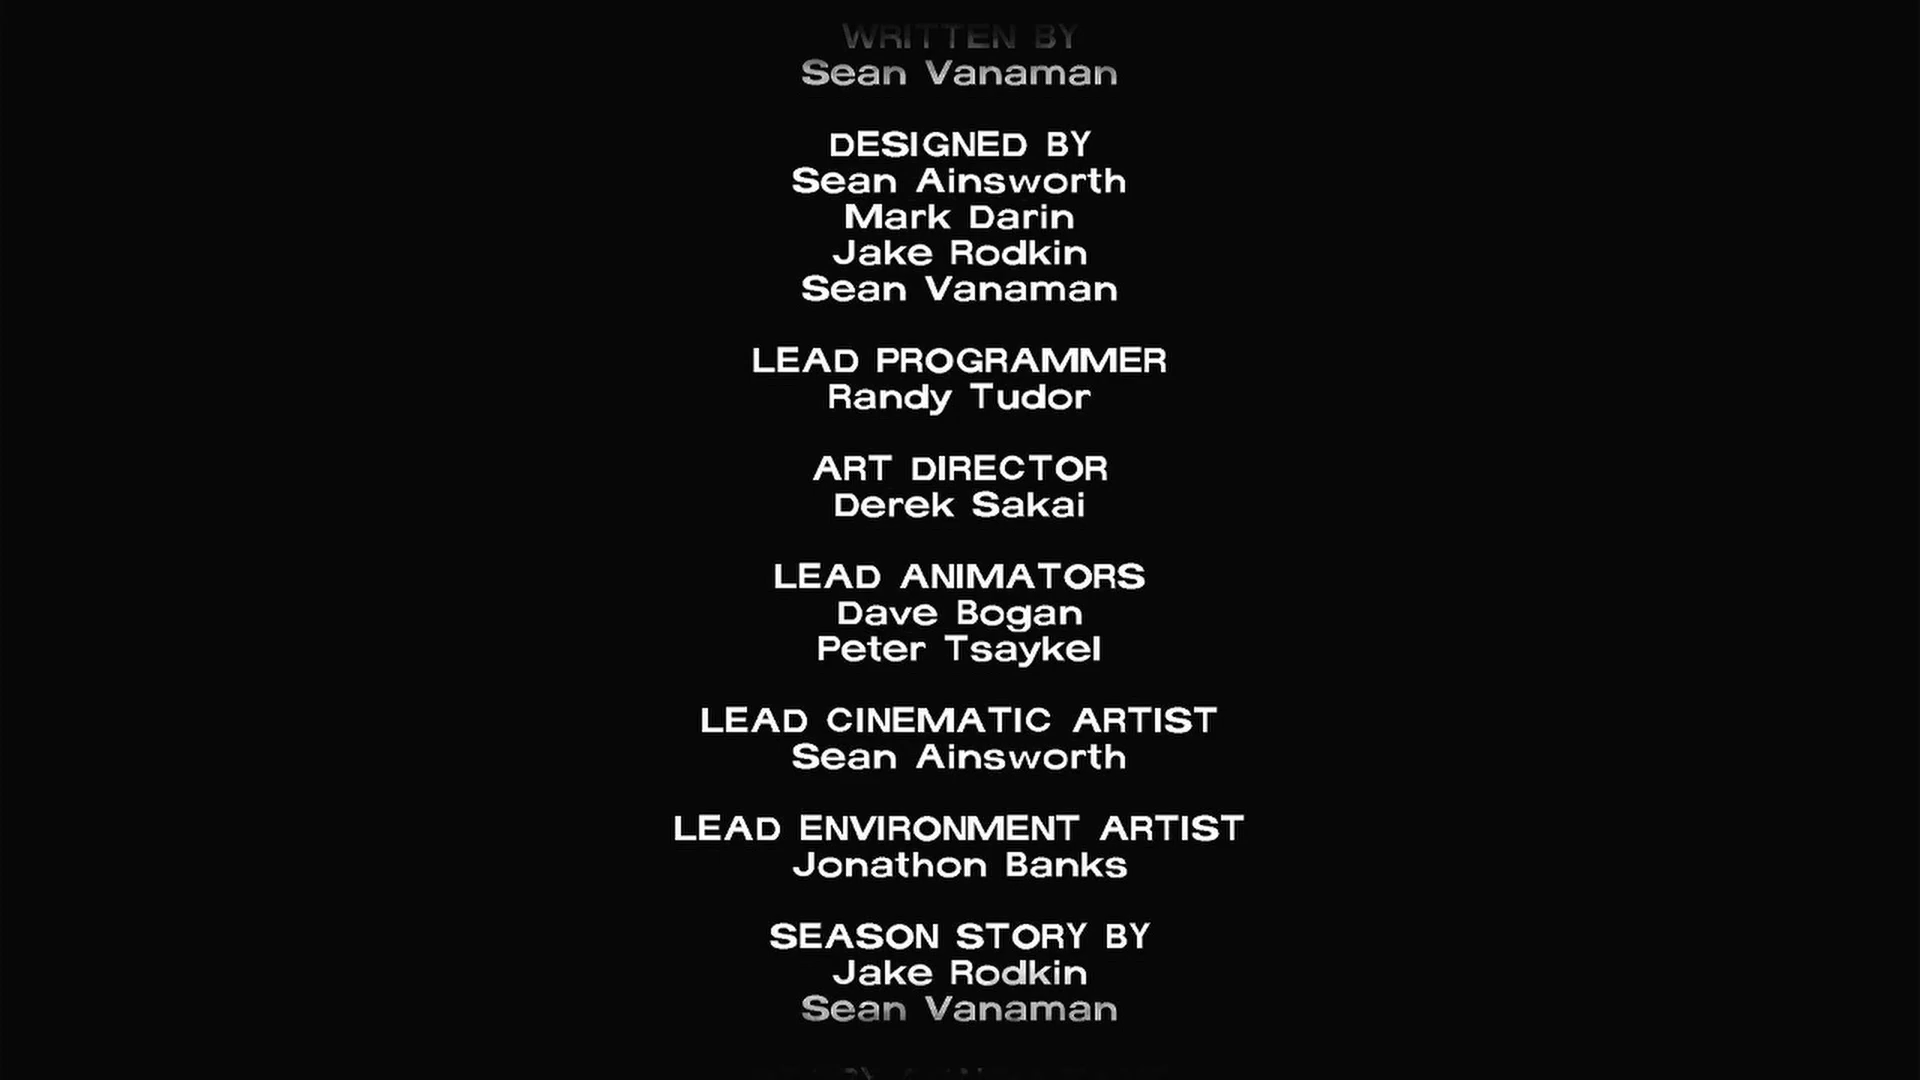 WRITTEN BY
Sean Vanaman
DESIGNED BY
Sean Ainsworth
Mark Darin
Jake Rodkin
Sean Vanaman
LEAD PROGRAMMER
Randy Tudor
ART DIRECTOR
Derek Sakai
LEAD ANIMATORS
Dave Bogan
Peter Tsaykel
LEAD CINEMATIC ARTIST
Sean Ainsworth
LEAD ENVIRONMENT ARTIST
Jonathon Banks
SEASON STORY BY
Jake Rodkin
Sean Vanaman